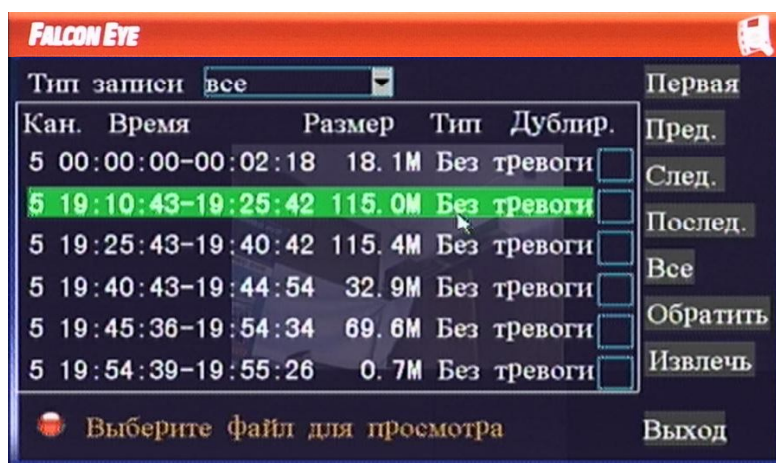 FALCON EYE
Тип записи все
Кан. Время Размер Тип Дублир.
5 00:00:00-00:02:18 18.1M Без тревоги
5 19:10:43-19:25:42 115.0M Без тревоги
5 19:25:43-19:40:42 115.4M Без тревоги
5 19:40:43-19:44:54 32.9M Без тревоги
5 19:45:36-19:54:34 69.6M Без тревоги
5 19:54:39-19:55:26 0.7M Без тревоги
Первая
Пред.
След.
Послед.
Все
Обратить
Извлечь
Выберите файл для просмотра
Выход